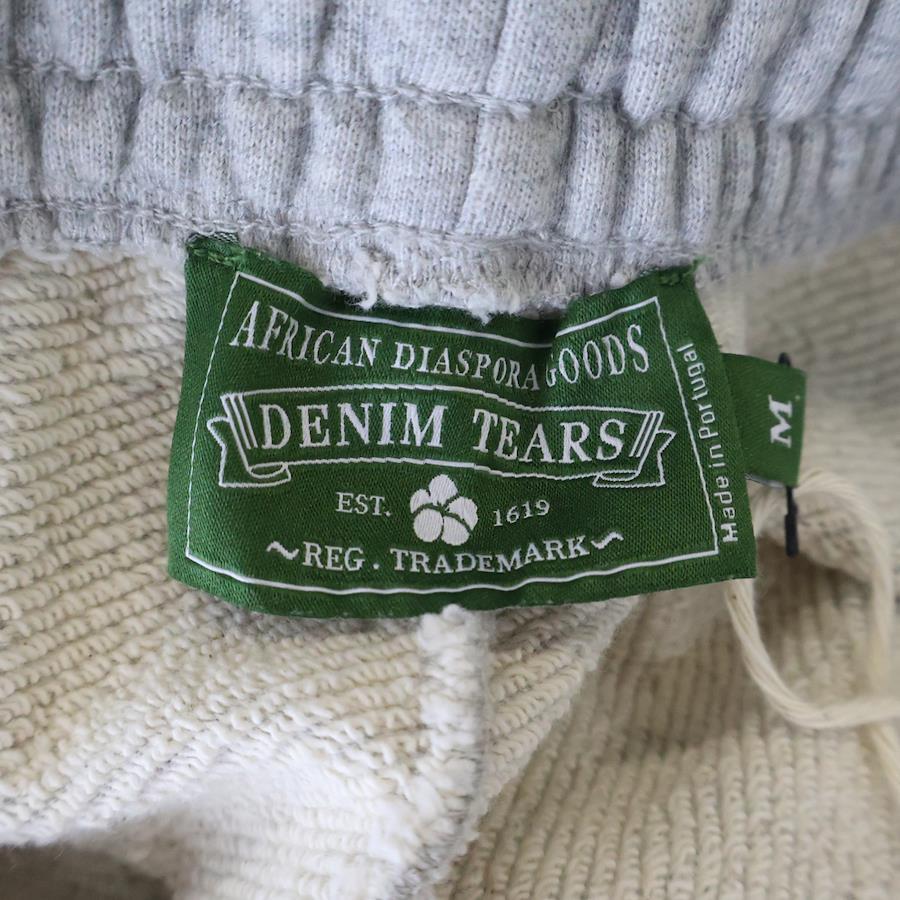 AFRICAN DIASPORA GOODS
DENIM TEARS
EST. 1619
~REG. TRADEMARK~
Made in Portugal
M